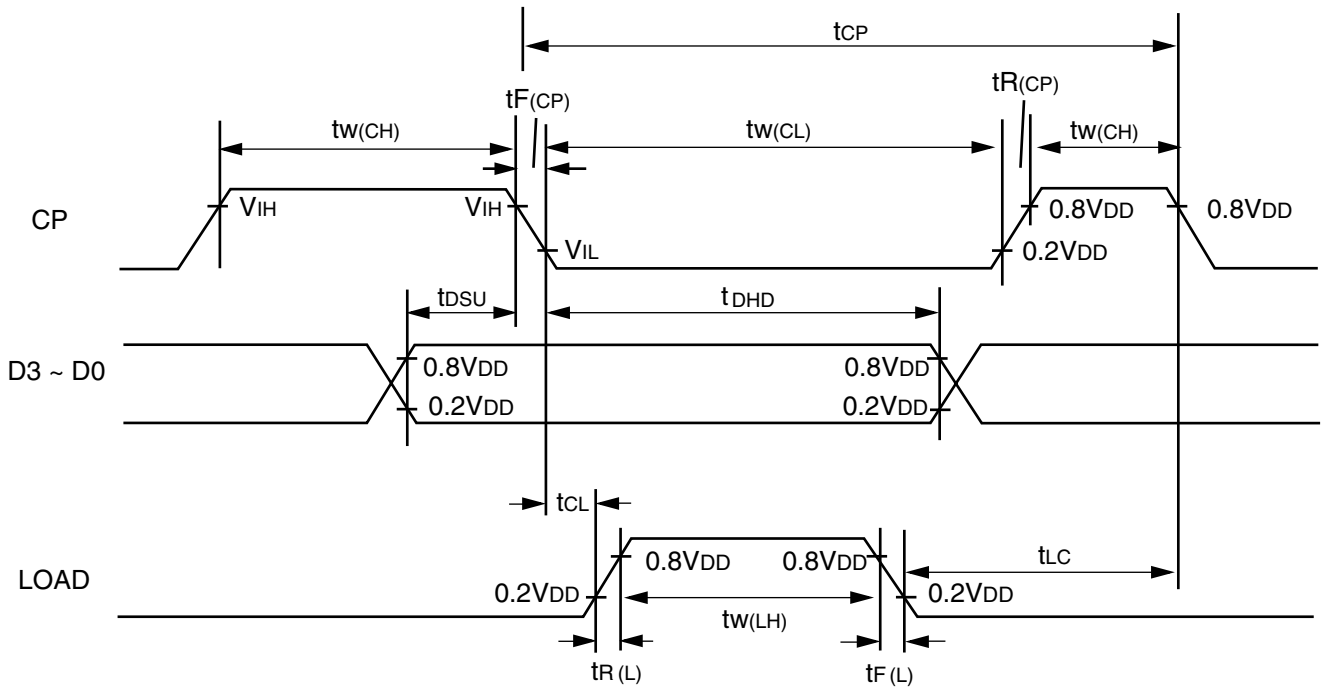 tCP
tF(CP)
tR(CP)
tw(CH)
tw(CL)
tw(CH)
CP
VIH
VIH
VIL
0.8VDD
0.8VDD
0.2VDD
tDSU
tDHD
D3 ~ D0
0.8VDD
0.8VDD
0.2VDD
0.2VDD
tCL
LOAD
0.8VDD
0.8VDD
tLC
0.2VDD
tw(LH)
0.2VDD
tR(L)
tF(L)